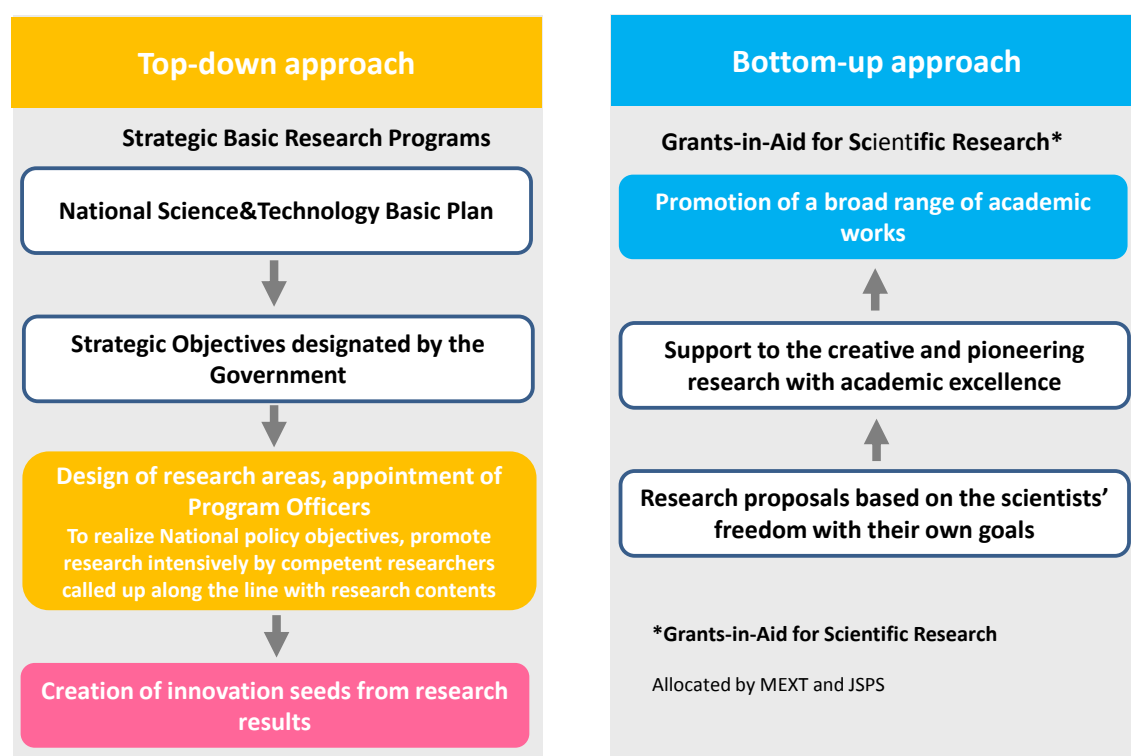 Top-down approach
Strategic Basic Research Programs
National Science&Technology Basic Plan
Strategic Objectives designated by the
Government
Design of research areas, appointment of
Program Officers
To realize National policy objectives, promote
research intensively by competent researchers
called up along the line with research contents
Creation of innovation seeds from research
results
Bottom-up approach
Grants-in-Aid for Scientific Research*
Promotion of a broad range of academic
works
Support to the creative and pioneering
research with academic excellence
Research proposals based on the scientists’
freedom with their own goals
*Grants-in-Aid for Scientific Research
Allocated by MEXT and JSPS